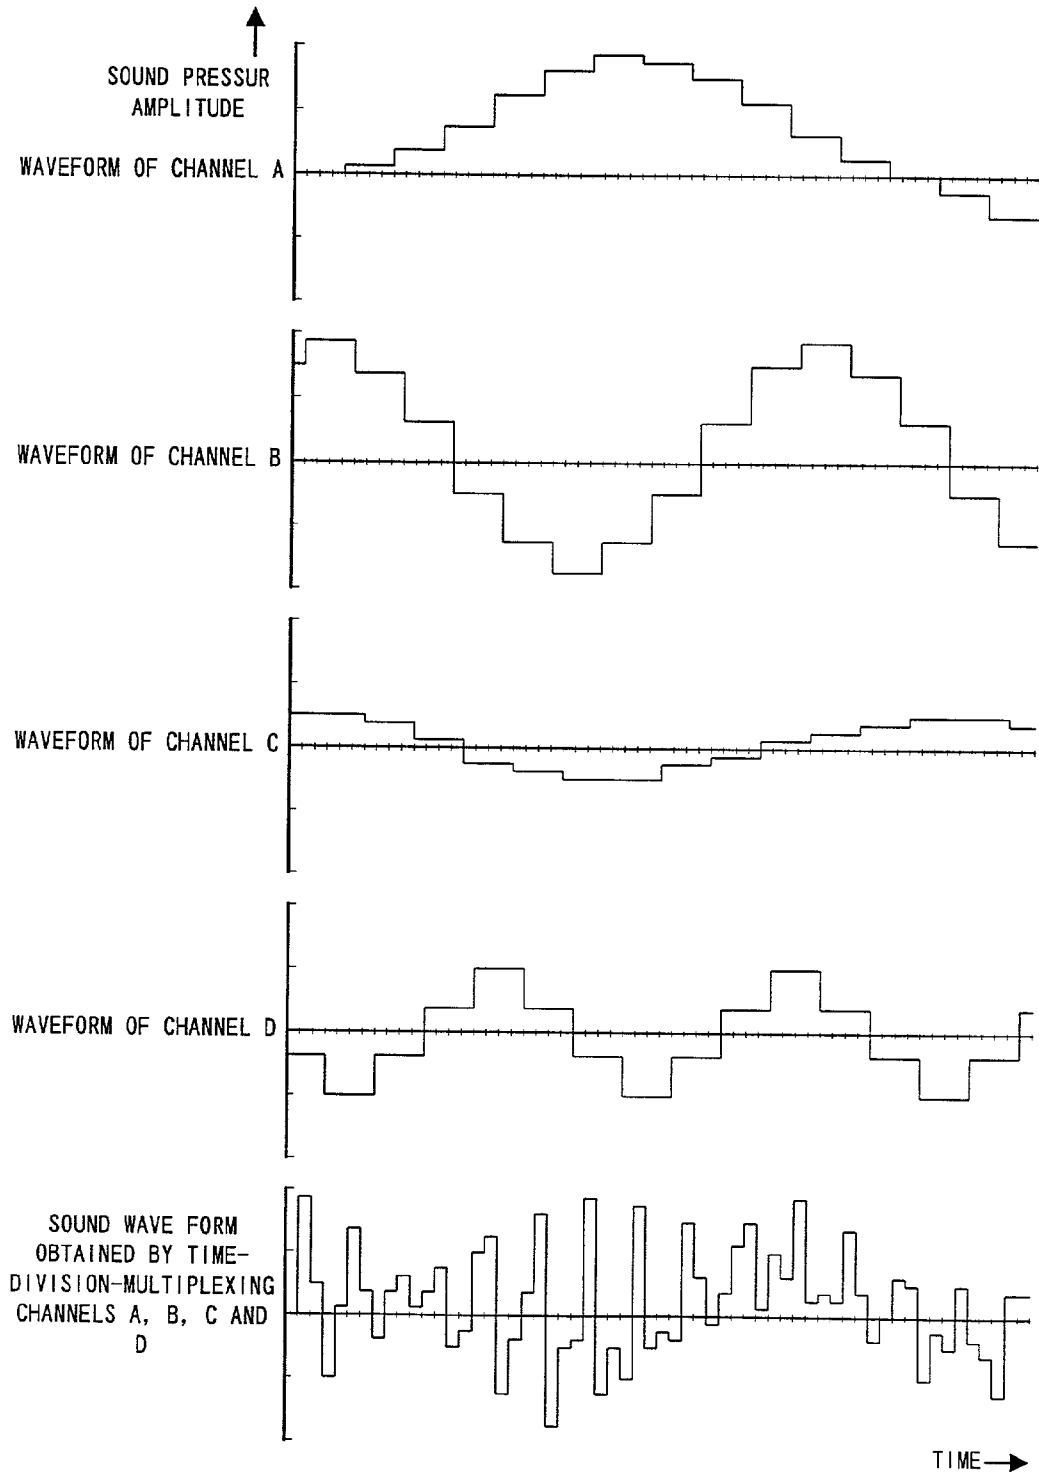 SOUND PRESSUR
AMPLITUDE
WAVEFORM OF CHANNEL A
WAVEFORM OF CHANNEL B
WAVEFORM OF CHANNEL C
WAVEFORM OF CHANNEL D
SOUND WAVE FORM
OBTAINED BY TIME-
DIVISION-MULTIPLEXING
CHANNELS A, B, C AND
D
TIME